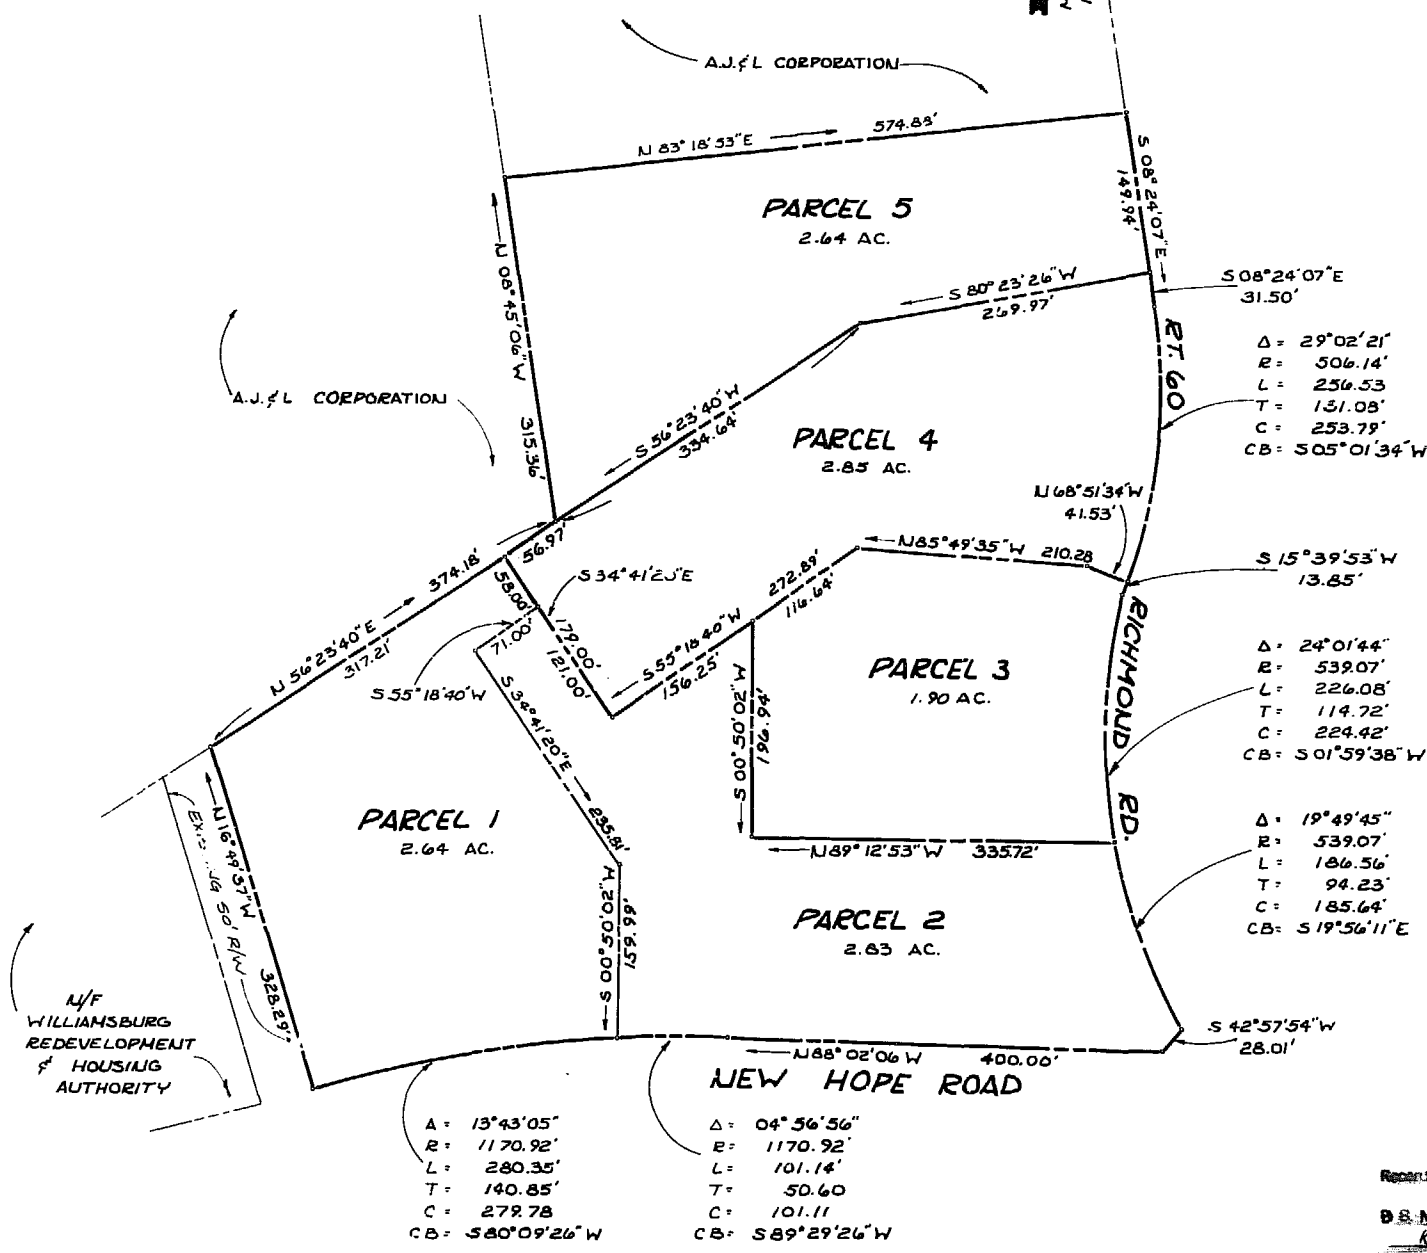 A.J.&L CORPORATION
N 83°18'53"E
574.83'
S 08°24'07"E
149.94'
PARCEL 5
2.64 AC.
N 08°45'06"W
315.36'
S 80°23'26"W
269.97'
S 08°24'07"E
31.50'
RT. 60
Δ= 29°02'21"
R= 506.14'
L= 256.53
T= 131.08'
C= 253.79'
CB= S05°01'34"W
A.J.&L CORPORATION
S 56°23'40"W
334.64'
PARCEL 4
2.85 AC.
N68°51'34"W
41.53'
N85°49'35"W 210.28
S 15°39'53"W
13.85'
56.97'
374.18'
N 56°23'40"E
317.21'
58.00'
S 34°41'2 "E
179.00'
121.00'
71.00'
S 55°18'40"W
272.89'
116.64'
S 55°18'40"W
156.25'
RICHMOND RD.
Δ= 24°01'44"
R= 539.07'
L= 226.08'
T= 114.72'
C= 224.42'
CB= S01°59'38"W
PARCEL 3
1.90 AC.
S 00°50'02"W
196.94'
S 34°41'20"E
235.81'
N89°12'53"W 335.72'
PARCEL 1
2.64 AC.
N16°49'37"W
328.29'
50' R/W
S 00°50'02"W
159.99'
PARCEL 2
2.83 AC.
Δ= 19°49'45"
R= 539.07'
L= 186.56'
T= 94.23'
C= 185.64'
CB= S19°56'11"E
N/F
WILLIAMSBURG
REDEVELOPMENT
& HOUSING
AUTHORITY
S 42°57'54"W
28.01'
N88°02'06 W 400.00'
NEW HOPE ROAD
Δ= 13°43'05"
R= 1170.92'
L= 280.35'
T= 140.85'
C= 279.78
CB= S80°09'26"W
Δ= 04°56'56"
R= 1170.92'
L= 101.14'
T= 50.60
C= 101.11
CB= S89°29'26"W